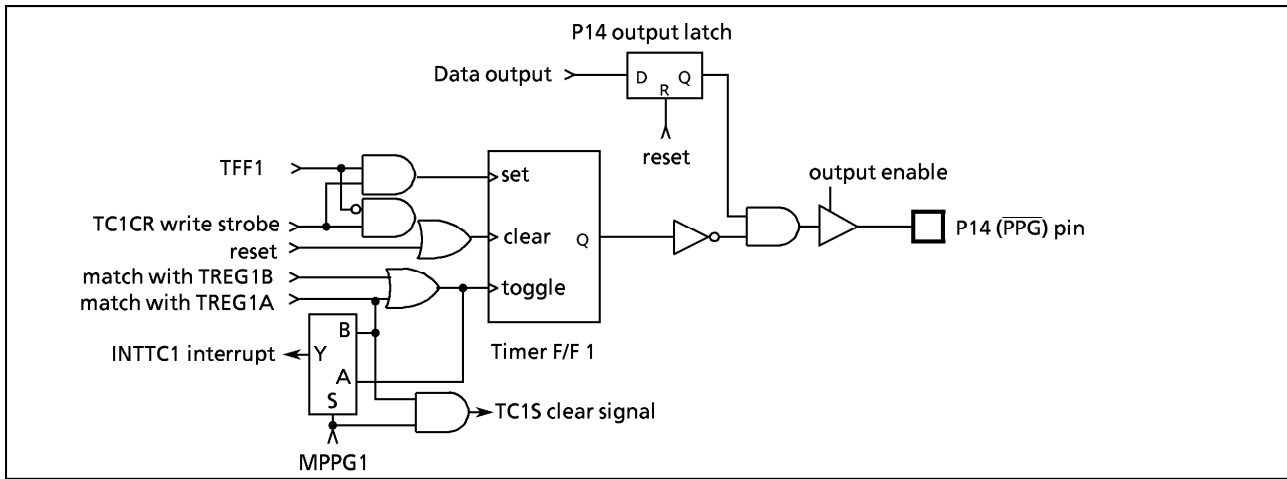 P14 output latch
Data output
D Q
R
reset
TFF1
set
output enable
TC1CR write strobe
P14 (PPG) pin
reset
clear
Q
match with TREG1B
toggle
match with TREG1A
B
INTTC1 interrupt
Y
Timer F/F 1
A
S
TC1S clear signal
MPPG1